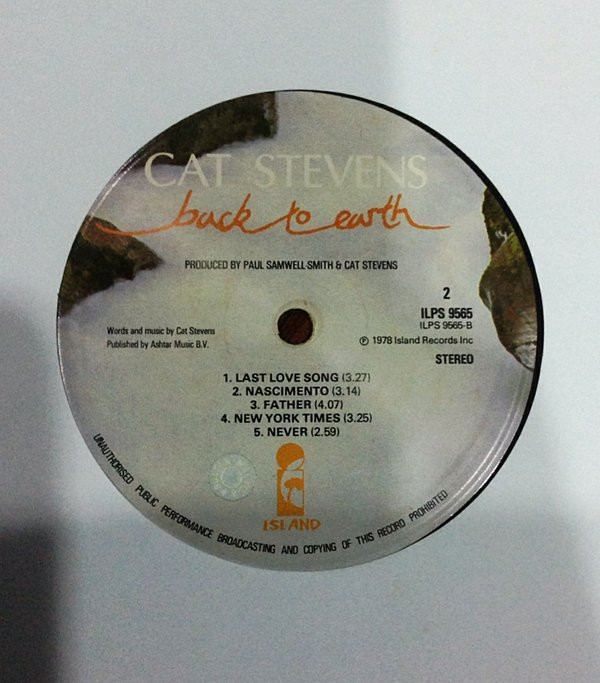 CAT STEVENS
back to earth
PRODUCED BY PAUL SAMWELL-SMITH & CAT STEVENS
2
ILPS 9565
ILPS 9565-B
Words and music by Cat Stevens
Published by Ashtar Music B.V.
℗ 1978 Island Records Inc
STEREO
1. LAST LOVE SONG (3.27)
2. NASCIMENTO (3.14)
3. FATHER (4.07)
4. NEW YORK TIMES (3.25)
5. NEVER (2.59)
ISLAND
UNAUTHORISED PUBLIC PERFORMANCE BROADCASTING AND COPYING OF THIS RECORD PROHIBITED